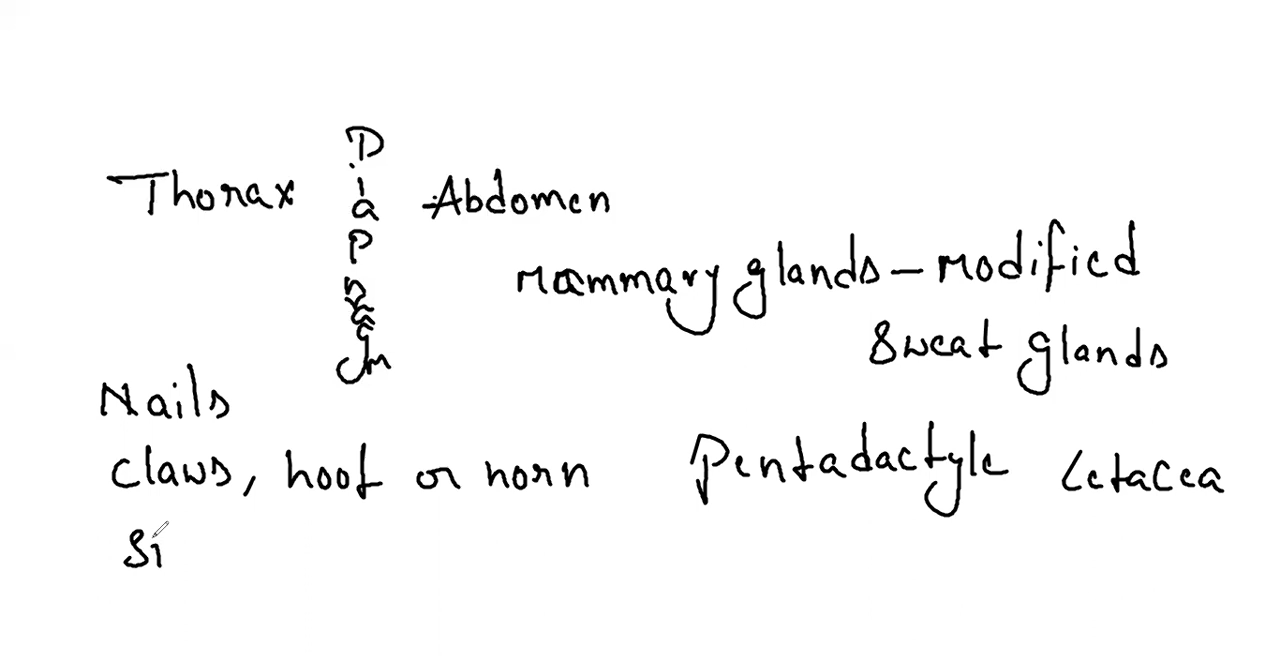 Thorax Diaphragm Abdomen
Mammary glands – modified
sweat glands
Nails
Claws, hoof or horn
Pentadactyle Cetacea
Si